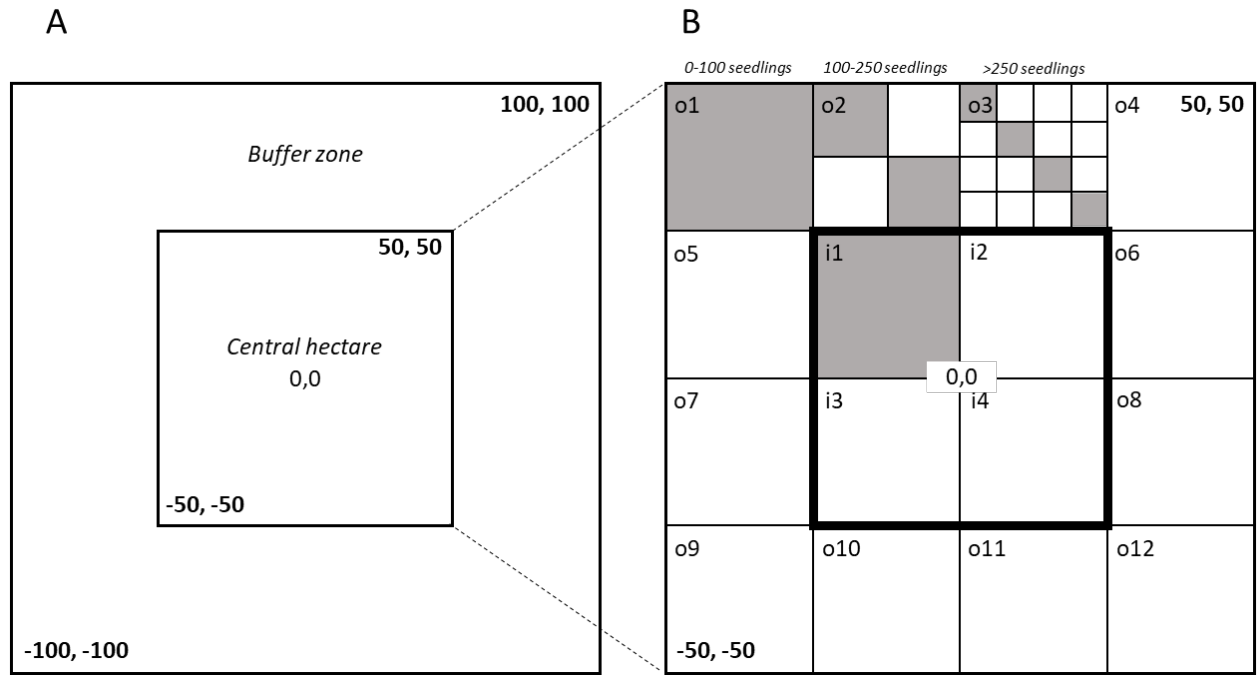 A
100, 100
Buffer zone
50, 50
Central hectare
0,0
-50, -50
-100, -100
B
0-100 seedlings 100-250 seedlings >250 seedlings
o1 o2 o3 o4 50, 50
o5 i1 i2 o6
0,0
o7 i3 i4 o8
o9 o10 o11 o12
-50, -50